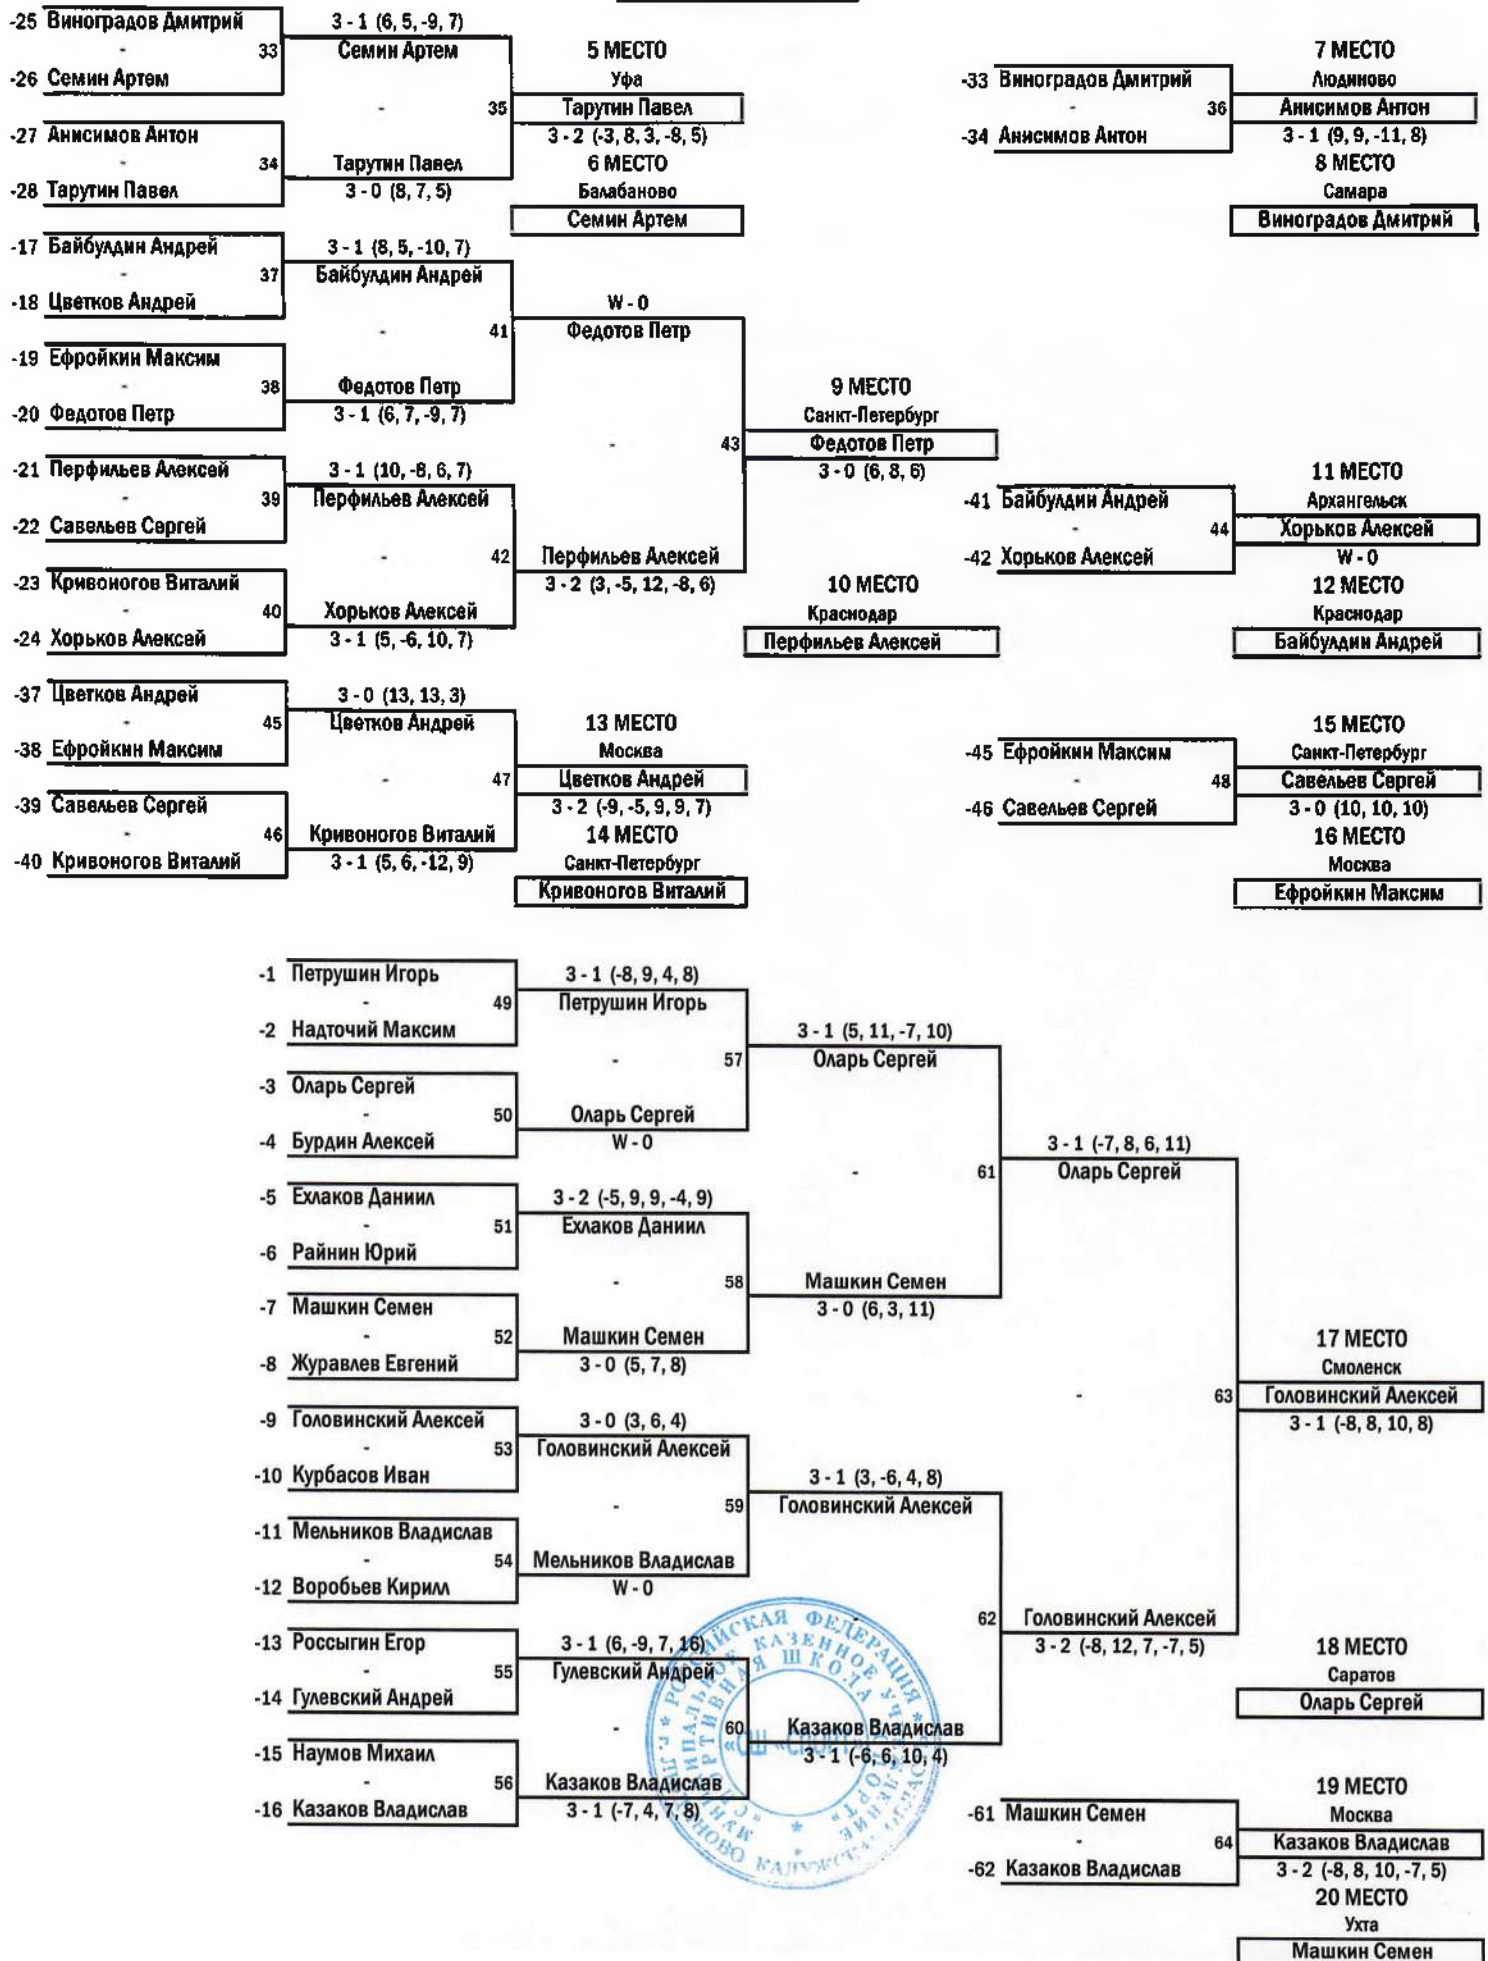 -25 Виноградов Дмитрий
3 - 1 (6, 5, -9, 7)
-
33
Семин Артем
5 МЕСТО
7 МЕСТО
-26 Семин Артем
Уфа
-33 Виноградов Дмитрий
Людиново
-
35
Тарутин Павел
-
36
Анисимов Антон
-27 Анисимов Антон
3 - 2 (-3, 8, 3, -8, 5)
-34 Анисимов Антон
3 - 1 (9, 9, -11, 8)
-
34
Тарутин Павел
6 МЕСТО
8 МЕСТО
-28 Тарутин Павел
3 - 0 (8, 7, 5)
Балабаново
Самара
Семин Артем
Виноградов Дмитрий
-17 Байбулдин Андрей
3 - 1 (8, 5, -10, 7)
-
37
Байбулдин Андрей
-18 Цветков Андрей
W - 0
-
41
Федотов Петр
-19 Ефройкин Максим
-
38
Федотов Петр
9 МЕСТО
-20 Федотов Петр
3 - 1 (6, 7, -9, 7)
Санкт-Петербург
-
43
Федотов Петр
-21 Перфильев Алексей
3 - 1 (10, -8, 6, 7)
3 - 0 (6, 8, 6)
11 МЕСТО
-
39
Перфильев Алексей
-41 Байбулдин Андрей
Архангельск
-22 Савельев Сергей
-
44
Хорьков Алексей
-
42
Перфильев Алексей
-42 Хорьков Алексей
W - 0
-23 Кривоногов Виталий
3 - 2 (3, -5, 12, -8, 6)
10 МЕСТО
12 МЕСТО
-
40
Хорьков Алексей
Краснодар
Краснодар
-24 Хорьков Алексей
3 - 1 (5, -6, 10, 7)
Перфильев Алексей
Байбулдин Андрей
-37 Цветков Андрей
3 - 0 (13, 13, 3)
-
45
Цветков Андрей
13 МЕСТО
15 МЕСТО
-38 Ефройкин Максим
Москва
-45 Ефройкин Максим
Санкт-Петербург
-
47
Цветков Андрей
-
48
Савельев Сергей
-39 Савельев Сергей
3 - 2 (-9, -5, 9, 9, 7)
-46 Савельев Сергей
3 - 0 (10, 10, 10)
-
46
Кривоногов Виталий
14 МЕСТО
16 МЕСТО
-40 Кривоногов Виталий
3 - 1 (5, 6, -12, 9)
Санкт-Петербург
Москва
Кривоногов Виталий
Ефройкин Максим
-1 Петрушин Игорь
3 - 1 (-8, 9, 4, 8)
-
49
Петрушин Игорь
-2 Надточий Максим
3 - 1 (5, 11, -7, 10)
-
57
Оларь Сергей
-3 Оларь Сергей
-
50
Оларь Сергей
-4 Бурдин Алексей
W - 0
3 - 1 (-7, 8, 6, 11)
-
61
Оларь Сергей
-5 Ехлаков Даниил
3 - 2 (-5, 9, 9, -4, 9)
-
51
Ехлаков Даниил
-6 Райнин Юрий
-
58
Машкин Семен
-7 Машкин Семен
3 - 0 (6, 3, 11)
-
52
Машкин Семен
17 МЕСТО
-8 Журавлев Евгений
3 - 0 (5, 7, 8)
Смоленск
-
63
Головинский Алексей
-9 Головинский Алексей
3 - 0 (3, 6, 4)
3 - 1 (-8, 8, 10, 8)
-
53
Головинский Алексей
-10 Курбасов Иван
3 - 1 (3, -6, 4, 8)
-
59
Головинский Алексей
-11 Мельников Владислав
-
54
Мельников Владислав
-12 Воробьев Кирилл
W - 0
62
Головинский Алексей
-13 Россыгин Егор
3 - 1 (6, -9, 7, 16)
3 - 2 (-8, 12, 7, -7, 5)
18 МЕСТО
-
55
Гулевский Андрей
Саратов
-14 Гулевский Андрей
Оларь Сергей
-
60
Казаков Владислав
-15 Наумов Михаил
3 - 1 (-6, 6, 10, 4)
-
56
Казаков Владислав
19 МЕСТО
-16 Казаков Владислав
3 - 1 (-7, 4, 7, 8)
-61 Машкин Семен
Москва
-
64
Казаков Владислав
-62 Казаков Владислав
3 - 2 (-8, 8, 10, -7, 5)
20 МЕСТО
Ухта
Машкин Семен
РОССИЙСКАЯ ФЕДЕРАЦИЯ
КАЗЕННОЕ
ШКОЛА
«СШ «СПОРТ»